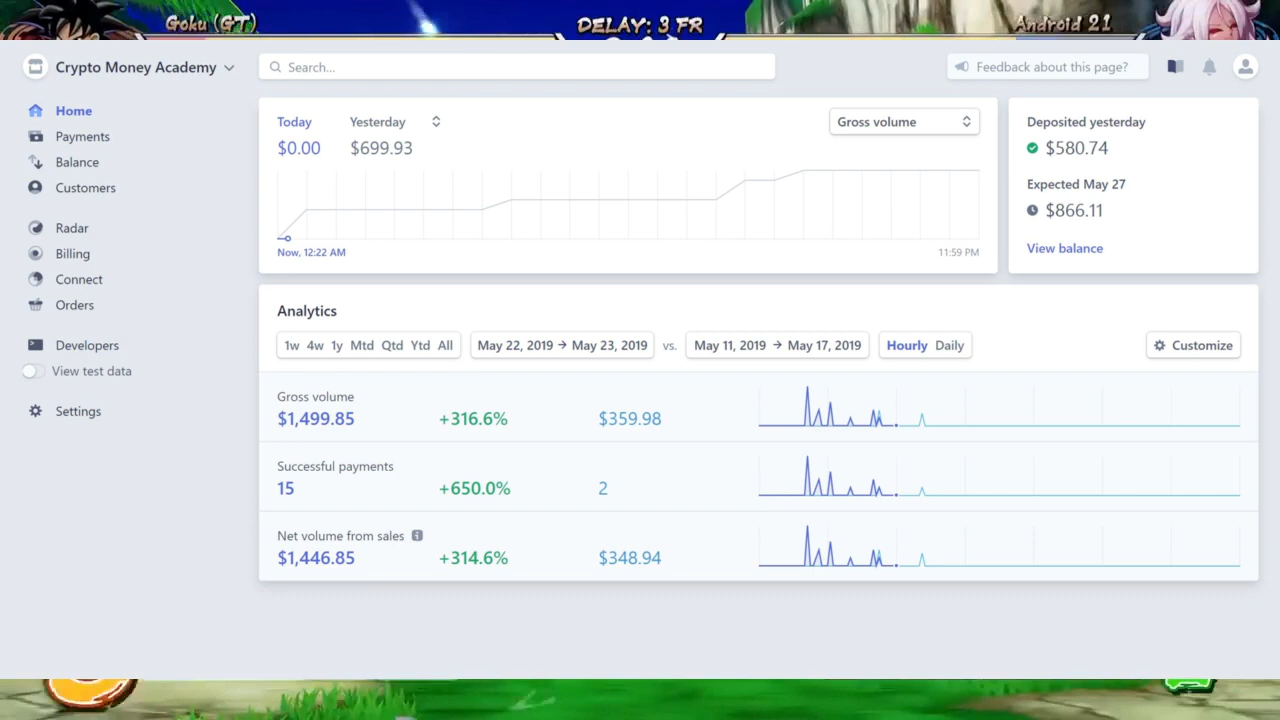 Goku (GT)
DELAY: 3 FR
Android 21
Crypto Money Academy
Search...
Feedback about this page?
Home
Payments
Balance
Customers
Radar
Billing
Connect
Orders
Developers
View test data
Settings
Today
Yesterday
Gross volume
$0.00
$699.93
Now, 12:22 AM
11:59 PM
Deposited yesterday
$580.74
Expected May 27
$866.11
View balance
Analytics
1w 4w 1y Mtd Qtd Ytd All
May 22, 2019 → May 23, 2019
vs.
May 11, 2019 → May 17, 2019
Hourly Daily
Customize
Gross volume
$1,499.85 +316.6% $359.98
Successful payments
15 +650.0% 2
Net volume from sales
$1,446.85 +314.6% $348.94